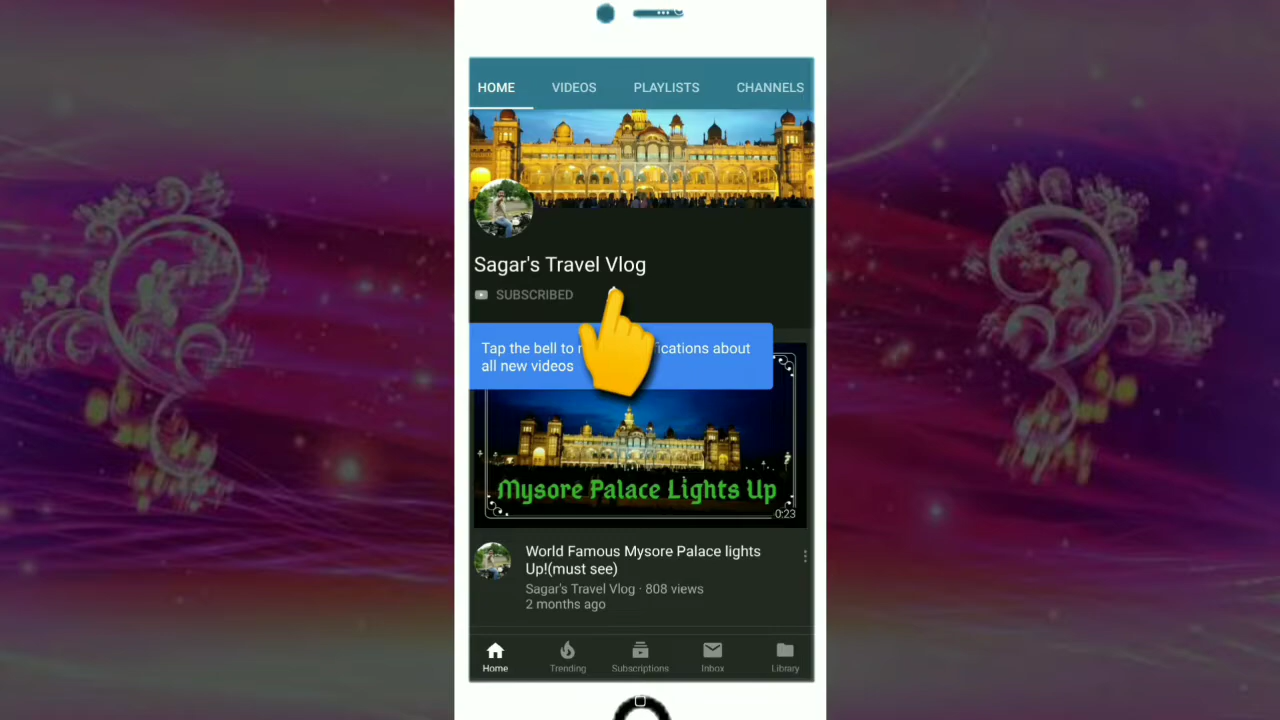 HOME VIDEOS PLAYLISTS CHANNELS
Sagar's Travel Vlog
SUBSCRIBED
Tap the bell to ications about
all new videos
Mysore Palace Lights Up
0:23
World Famous Mysore Palace lights
Up!(must see)
Sagar's Travel Vlog · 808 views
2 months ago
Home Trending Subscriptions Inbox Library